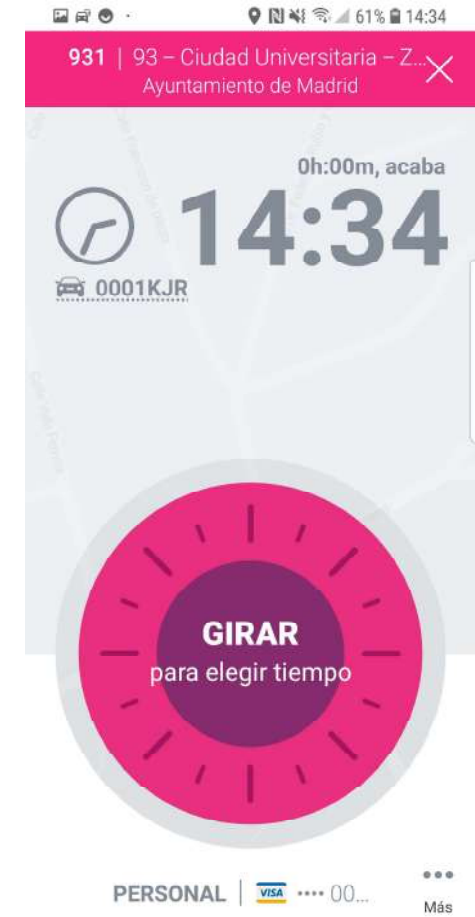 61% 14:34
931 | 93 – Ciudad Universitaria – Z...
Ayuntamiento de Madrid
0h:00m, acaba
14:34
0001KJR
GIRAR
para elegir tiempo
PERSONAL | VISA •••• 00...
Más